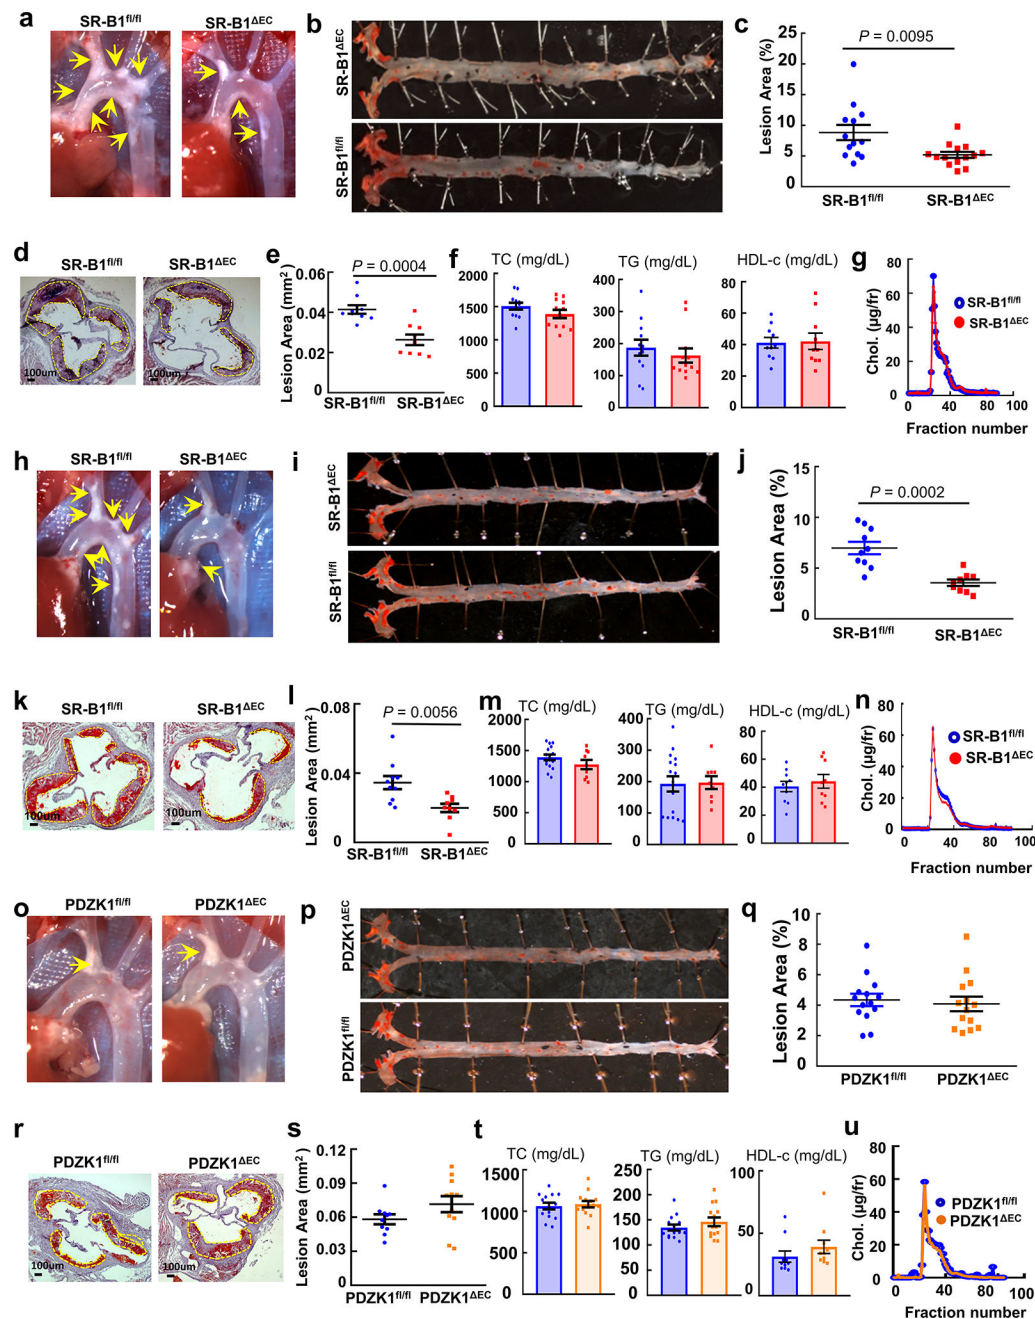 a
SR-B1fl/fl
SR-B1ΔEC
b
SR-B1ΔEC
SR-B1fl/fl
c
P = 0.0095
Lesion Area (%)
25
20
15
10
5
0
SR-B1fl/fl
SR-B1ΔEC
d
SR-B1fl/fl
SR-B1ΔEC
100um
100um
e
P = 0.0004
Lesion Area (mm²)
0.06
0.04
0.02
0
SR-B1fl/fl
SR-B1ΔEC
f
TC (mg/dL)
2000
1500
1000
500
0
TG (mg/dL)
400
300
200
100
0
HDL-c (mg/dL)
80
60
40
20
0
g
SR-B1fl/fl
SR-B1ΔEC
Chol. (µg/fr)
80
60
40
20
0
0
40
80
100
Fraction number
h
SR-B1fl/fl
SR-B1ΔEC
i
SR-B1ΔEC
SR-B1fl/fl
j
P = 0.0002
Lesion Area (%)
15
10
5
0
SR-B1fl/fl
SR-B1ΔEC
k
SR-B1fl/fl
SR-B1ΔEC
100um
100um
l
P = 0.0056
Lesion Area (mm²)
0.08
0.04
0
SR-B1fl/fl
SR-B1ΔEC
m
TC (mg/dL)
2000
1500
1000
500
0
TG (mg/dL)
400
300
200
100
0
HDL-c (mg/dL)
80
60
40
20
0
n
SR-B1fl/fl
SR-B1ΔEC
Chol. (µg/fr)
80
60
40
20
0
0
40
80
100
Fraction number
o
PDZK1fl/fl
PDZK1ΔEC
p
PDZK1ΔEC
PDZK1fl/fl
q
Lesion Area (%)
10
8
6
4
2
0
PDZK1fl/fl
PDZK1ΔEC
r
PDZK1fl/fl
PDZK1ΔEC
100um
100um
s
Lesion Area (mm²)
0.12
0.09
0.06
0.03
0
PDZK1fl/fl
PDZK1ΔEC
t
TC (mg/dL)
1500
1000
500
0
TG (mg/dL)
250
200
150
100
50
0
HDL-c (mg/dL)
100
50
0
u
PDZK1fl/fl
PDZK1ΔEC
Chol. (µg/fr)
80
60
40
20
0
0
40
80
100
Fraction number